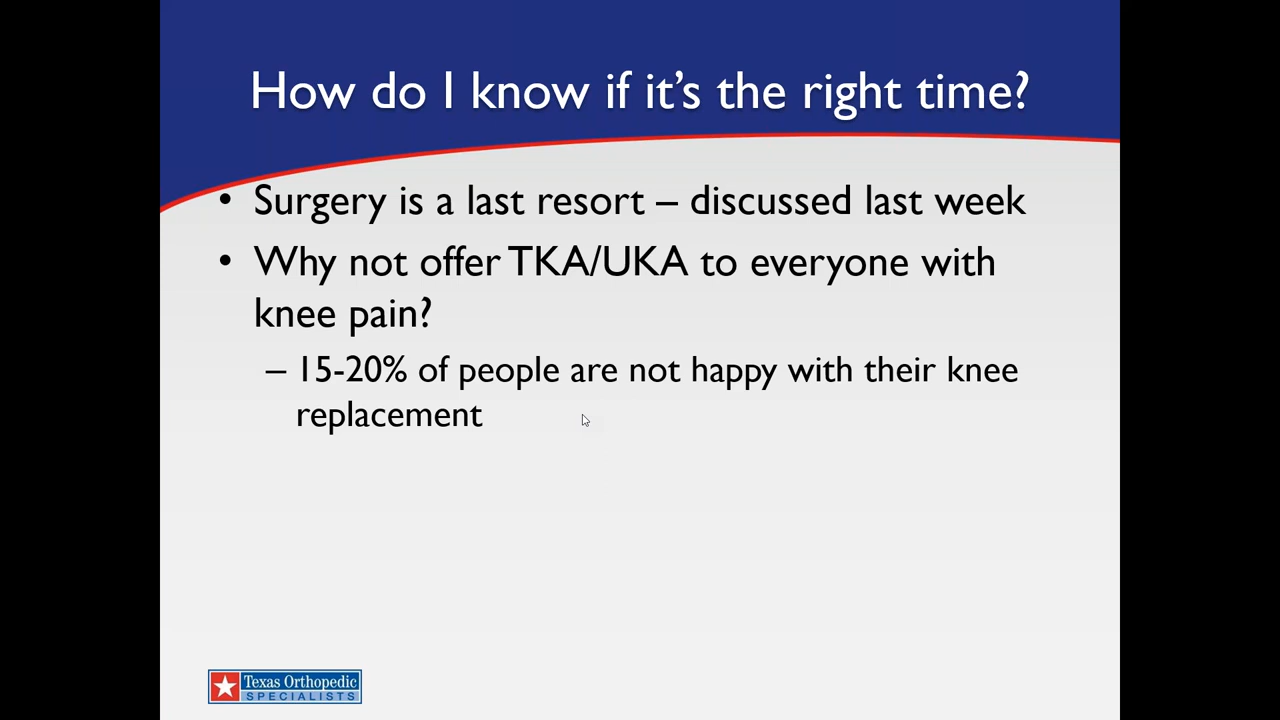 How do I know if it's the right time?
• Surgery is a last resort – discussed last week
• Why not offer TKA/UKA to everyone with
knee pain?
– 15-20% of people are not happy with their knee
replacement
Texas Orthopedic
SPECIALISTS